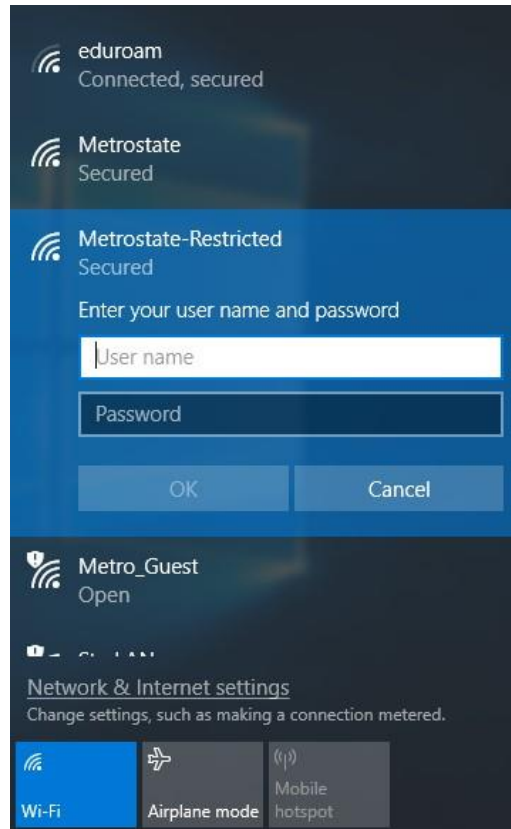 eduroam
Connected, secured
Metrostate
Secured
Metrostate-Restricted
Secured
Enter your user name and password
User name
Password
OK
Cancel
Metro_Guest
Open
Network & Internet settings
Change settings, such as making a connection metered.
Wi-Fi
Airplane mode
Mobile
hotspot